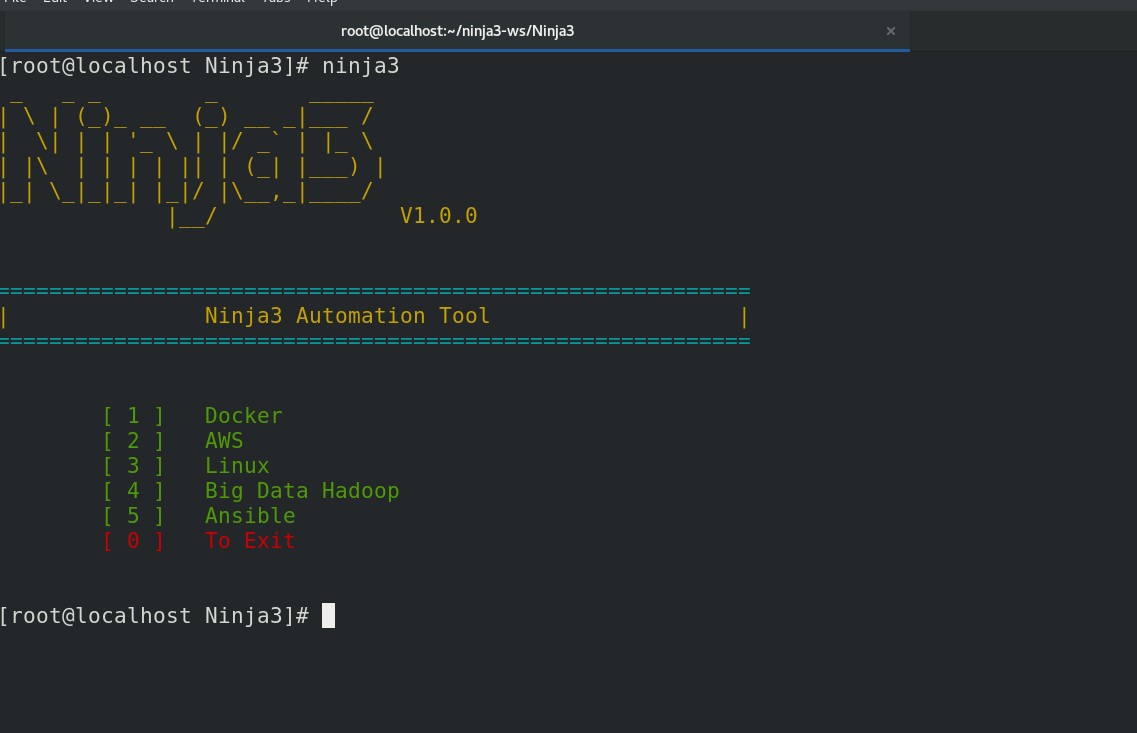 File Edit View Search Terminal Tabs Help
root@localhost:~/ninja3-ws/Ninja3 ×
[root@localhost Ninja3]# ninja3
 _   _ _        _       _____
| \ | (_)_ __  (_) __ _|___ /
|  \| | | '_ \ | |/ _` | |_ \
| |\  | | | | || | (_| |___) |
|_| \_|_|_| |_|/ |\__,_|____/
             |__/              V1.0.0
==========================================================
|               Ninja3 Automation Tool                   |
==========================================================
[ 1 ]   Docker
[ 2 ]   AWS
[ 3 ]   Linux
[ 4 ]   Big Data Hadoop
[ 5 ]   Ansible
[ 0 ]   To Exit
[root@localhost Ninja3]#